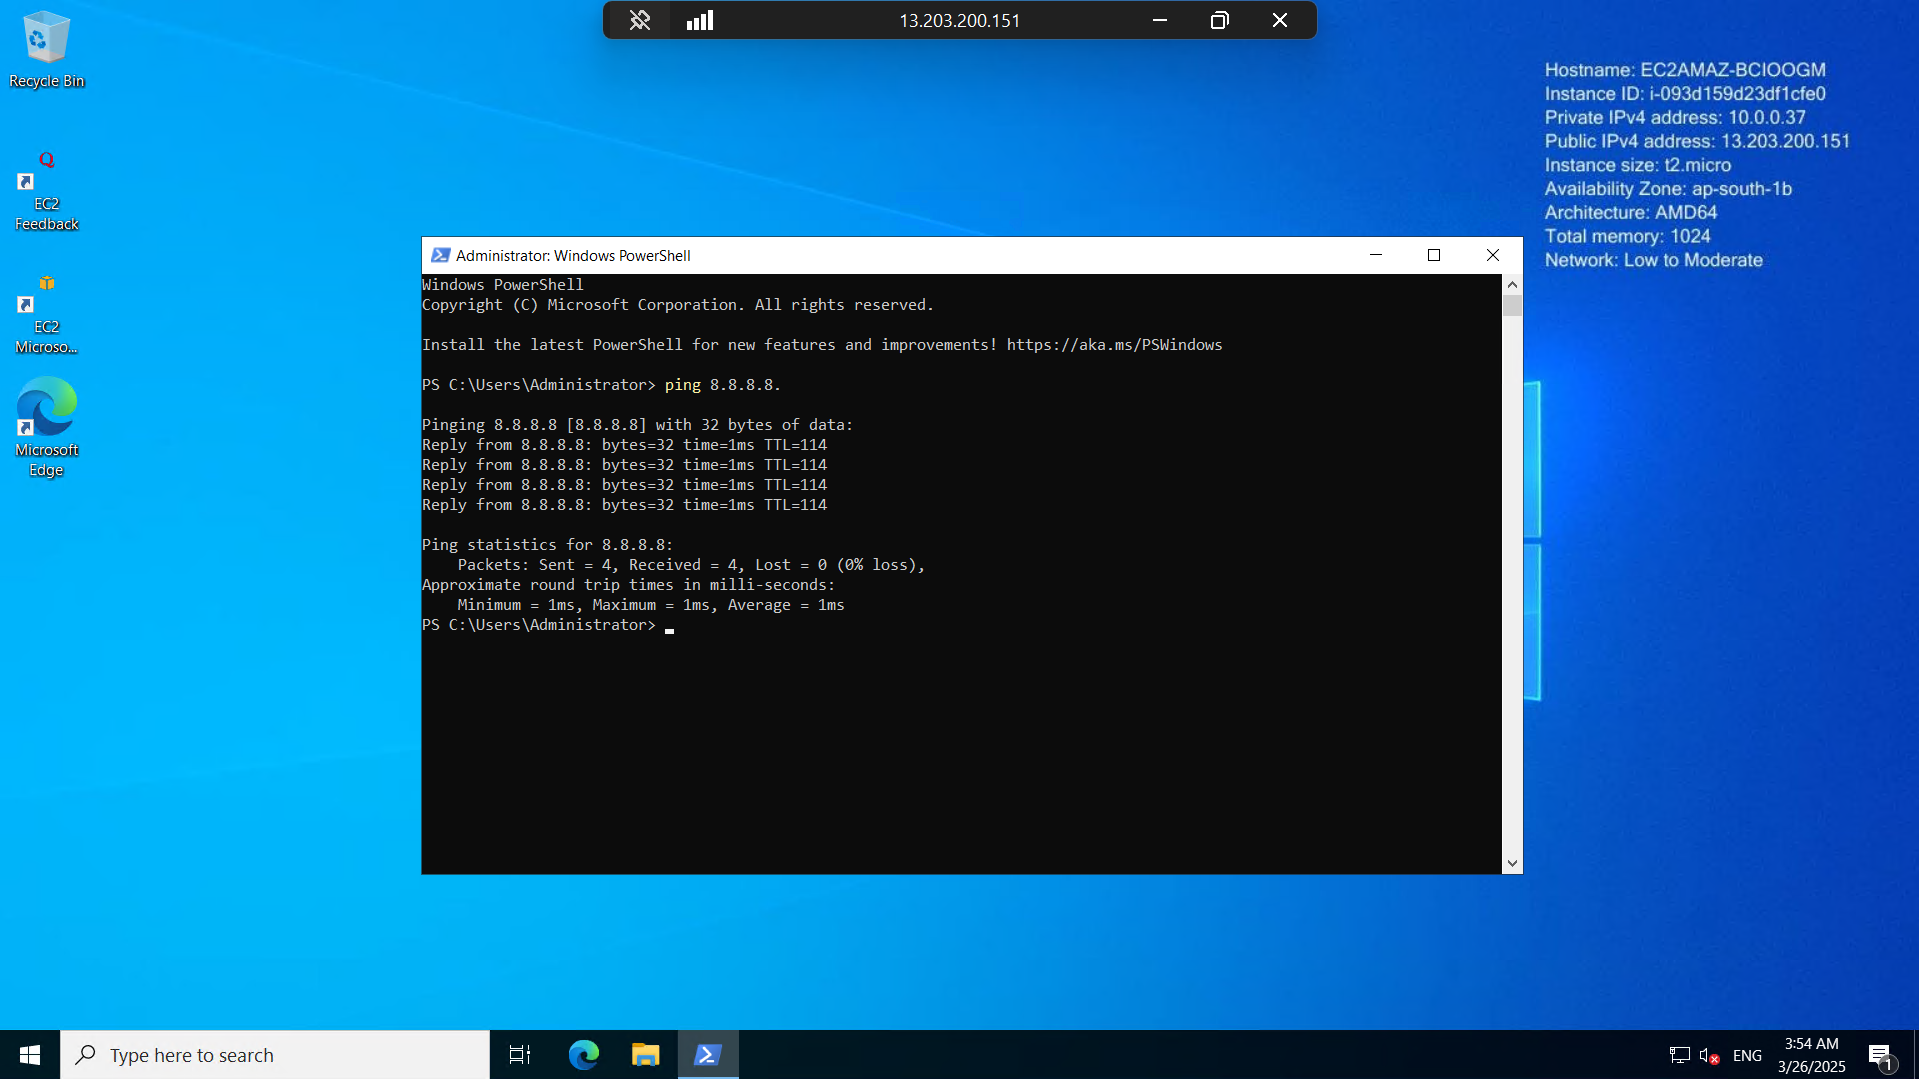 13.203.200.151
Recycle Bin
EC2
Feedback
EC2
Microso...
Microsoft
Edge
Hostname: EC2AMAZ-BCIOOGM
Instance ID: i-093d159d23df1cfe0
Private IPv4 address: 10.0.0.37
Public IPv4 address: 13.203.200.151
Instance size: t2.micro
Availability Zone: ap-south-1b
Architecture: AMD64
Total memory: 1024
Network: Low to Moderate
Administrator: Windows PowerShell
Windows PowerShell
Copyright (C) Microsoft Corporation. All rights reserved.
Install the latest PowerShell for new features and improvements! https://aka.ms/PSWindows
PS C:\Users\Administrator> ping 8.8.8.8.
Pinging 8.8.8.8 [8.8.8.8] with 32 bytes of data:
Reply from 8.8.8.8: bytes=32 time=1ms TTL=114
Reply from 8.8.8.8: bytes=32 time=1ms TTL=114
Reply from 8.8.8.8: bytes=32 time=1ms TTL=114
Reply from 8.8.8.8: bytes=32 time=1ms TTL=114
Ping statistics for 8.8.8.8:
Packets: Sent = 4, Received = 4, Lost = 0 (0% loss),
Approximate round trip times in milli-seconds:
Minimum = 1ms, Maximum = 1ms, Average = 1ms
PS C:\Users\Administrator>
Type here to search
ENG
3:54 AM
3/26/2025
1